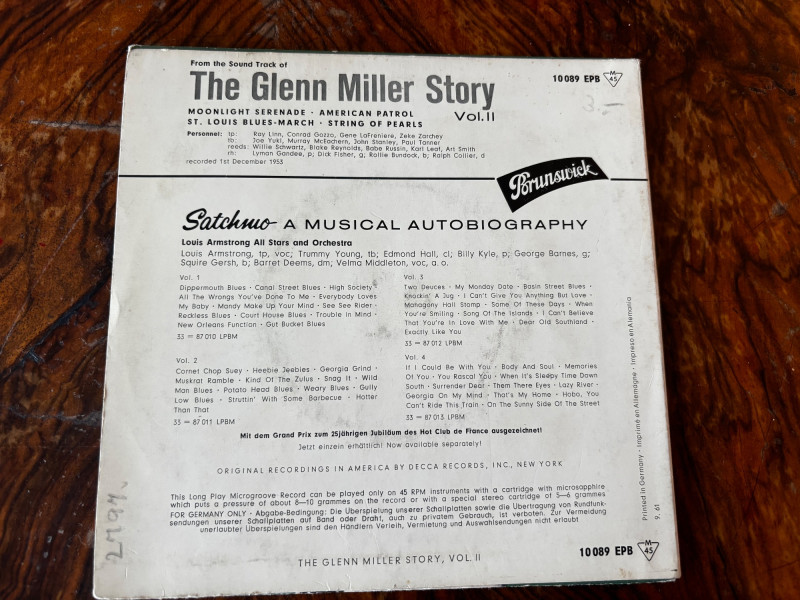 From the Sound Track of
The Glenn Miller Story
Vol. II
10 089 EPB M 45
3.-
MOONLIGHT SERENADE · AMERICAN PATROL
ST. LOUIS BLUES-MARCH · STRING OF PEARLS
Personnel: tp: Ray Linn, Conrad Gozzo, Gene LaFreniere, Zeke Zarchey
tb: Joe Yukl, Murray McEachern, John Stanley, Paul Tanner
reeds: Willie Schwartz, Blake Reynolds, Babe Rossin, Karl Leaf, Art Smith
rh: Lyman Gandee, p; Dick Fisher, g; Rollie Bundock, b; Ralph Collier, d
recorded 1st December 1953
Brunswick
Satchmo A MUSICAL AUTOBIOGRAPHY
Louis Armstrong All Stars and Orchestra
Louis Armstrong, tp, voc; Trummy Young, tb; Edmond Hall, cl; Billy Kyle, p; George Barnes, g;
Squire Gersh, b; Barret Deems, dm; Velma Middleton, voc, a. o.
Vol. 1
Dippermouth Blues · Canal Street Blues · High Society
All The Wrongs You've Done To Me · Everybody Loves
My Baby · Mandy Make Up Your Mind · See See Rider ·
Reckless Blues · Court House Blues · Trouble In Mind ·
New Orleans Function · Gut Bucket Blues
33 — 87 010 LPBM
Vol. 2
Cornet Chop Suey · Heebie Jeebies · Georgia Grind ·
Muskrat Ramble · Kind Of The Zulus · Snag It · Wild
Man Blues · Potato Head Blues · Weary Blues · Gully
Low Blues · Struttin' With Some Barbecue · Hotter
Than That
33 — 87 011 LPBM
Vol. 3
Two Deuces · My Monday Date · Basin Street Blues ·
Knockin' A Jug · I Can't Give You Anything But Love ·
Mahogany Hall Stomp · Some Of These Days · When
You're Smiling · Song Of The Islands · I Can't Believe
That You're In Love With Me · Dear Old Southland ·
Exactly Like You
33 — 87 012 LPBM
Vol. 4
If I Could Be With You · Body And Soul · Memories
Of You · You Rascal You · When It's Sleepy Time Down
South · Surrender Dear · Them There Eyes · Lazy River ·
Georgia On My Mind · That's My Home · Hobo, You
Can't Ride This Train · On The Sunny Side Of The Street
33 — 87 013 LPBM
Mit dem Grand Prix zum 25jährigen Jubiläum des Hot Club de France ausgezeichnet!
Jetzt einzeln erhältlich! Now available separately!
ORIGINAL RECORDINGS IN AMERICA BY DECCA RECORDS, INC, NEW YORK
This Long Play Microgroove Record can be played only on 45 RPM instruments with a cartridge with microsapphire
which puts a pressure of about 8—10 grammes on the record or with a special stereo cartridge of 5—6 grammes
FOR GERMANY ONLY · Abgabe-Bedingung: Die Überspielung unserer Schallplatten sowie die Übertragung von Rundfunk-
sendungen unserer Schallplatten auf Band oder Draht, auch zu privatem Gebrauch, ist verboten. Zur Vermeidung
unerlaubter Überspielungen sind den Händlern Verleih, Vermietung und Auswahlsendungen nicht erlaubt
THE GLENN MILLER STORY, VOL. II
10 089 EPB M 45
Printed in Germany · Imprimé en Allemagne · Impreso en Alemania
9. 61